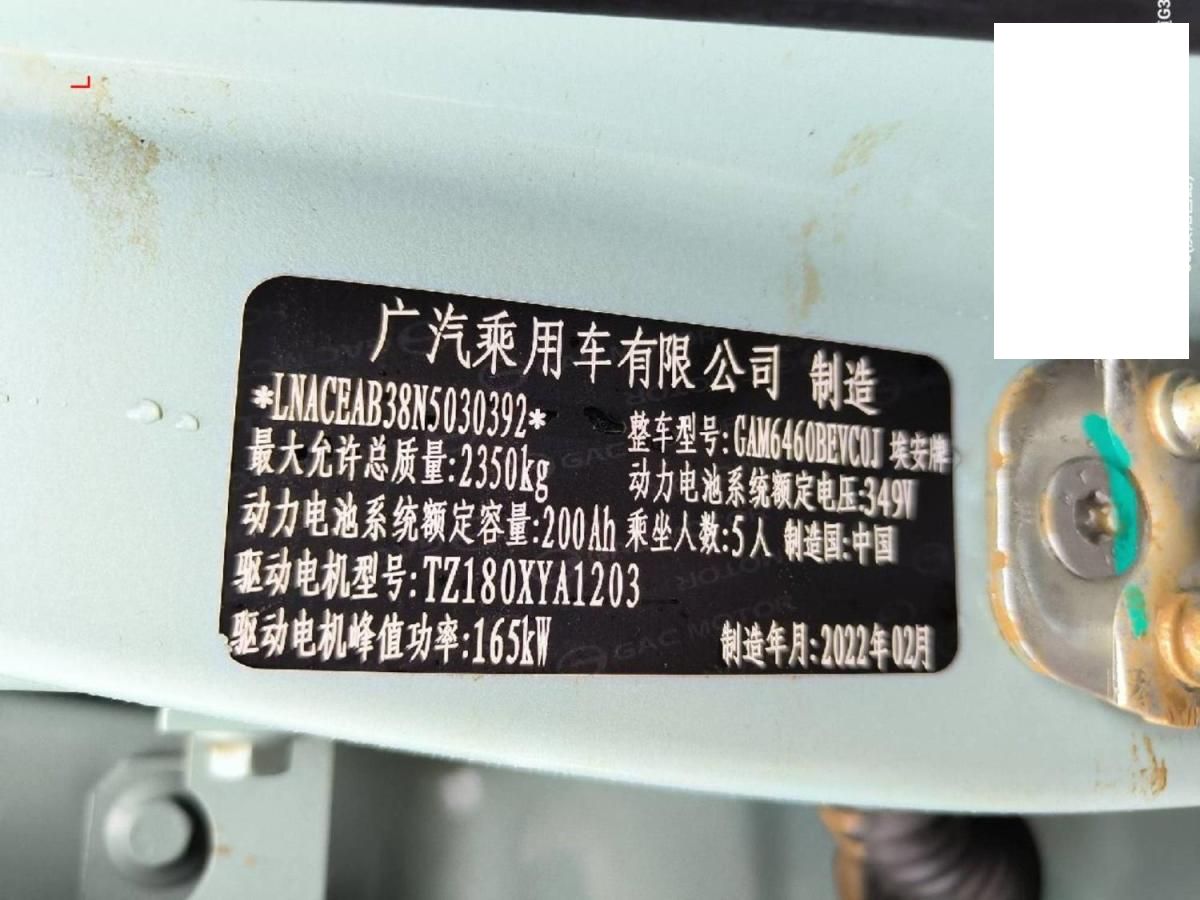 广汽乘用车有限公司 制造
*LNACEAB38N5030392*
整车型号:GAM6460BEVC0J 埃安牌
最大允许总质量:2350kg
动力电池系统额定电压:349V
动力电池系统额定容量:200Ah 乘坐人数:5人 制造国:中国
驱动电机型号:TZ180XYA1203
驱动电机峰值功率:165kW
制造年月:2022年02月
GAC MOTOR